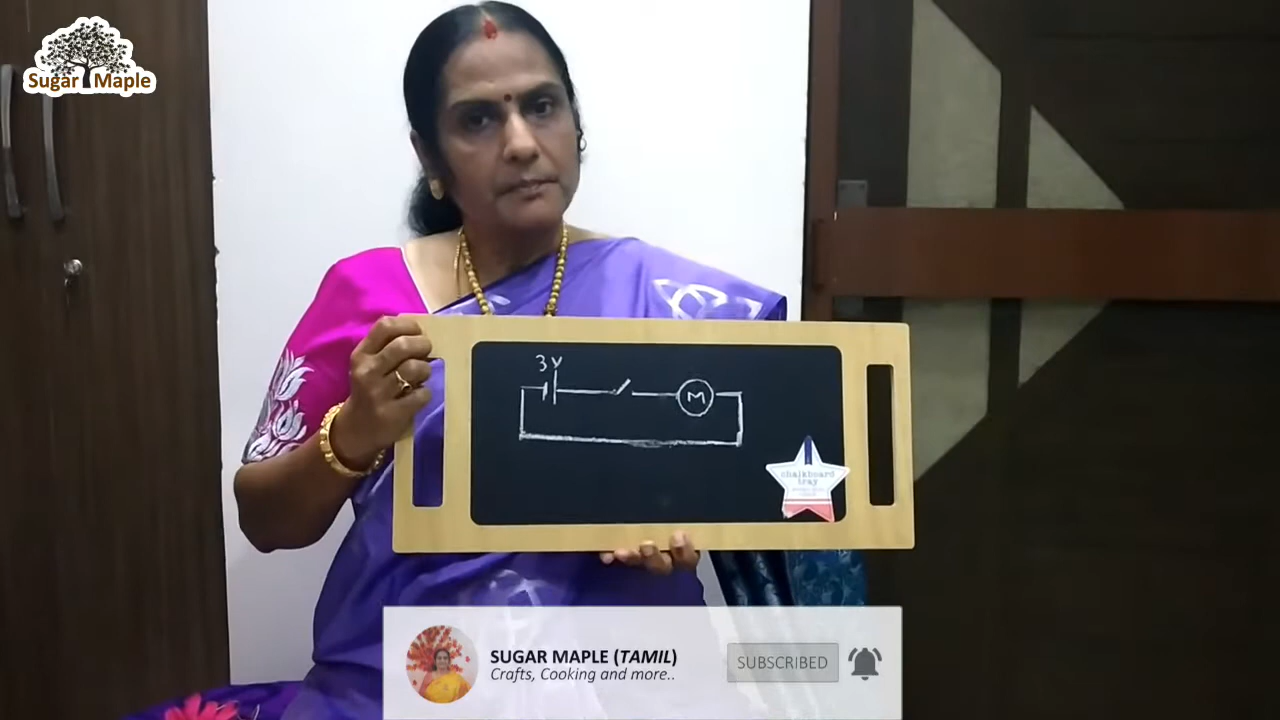 Sugar Maple
3V
M
chalkboard
tray
SUGAR MAPLE (TAMIL)
Crafts, Cooking and more..
SUBSCRIBED